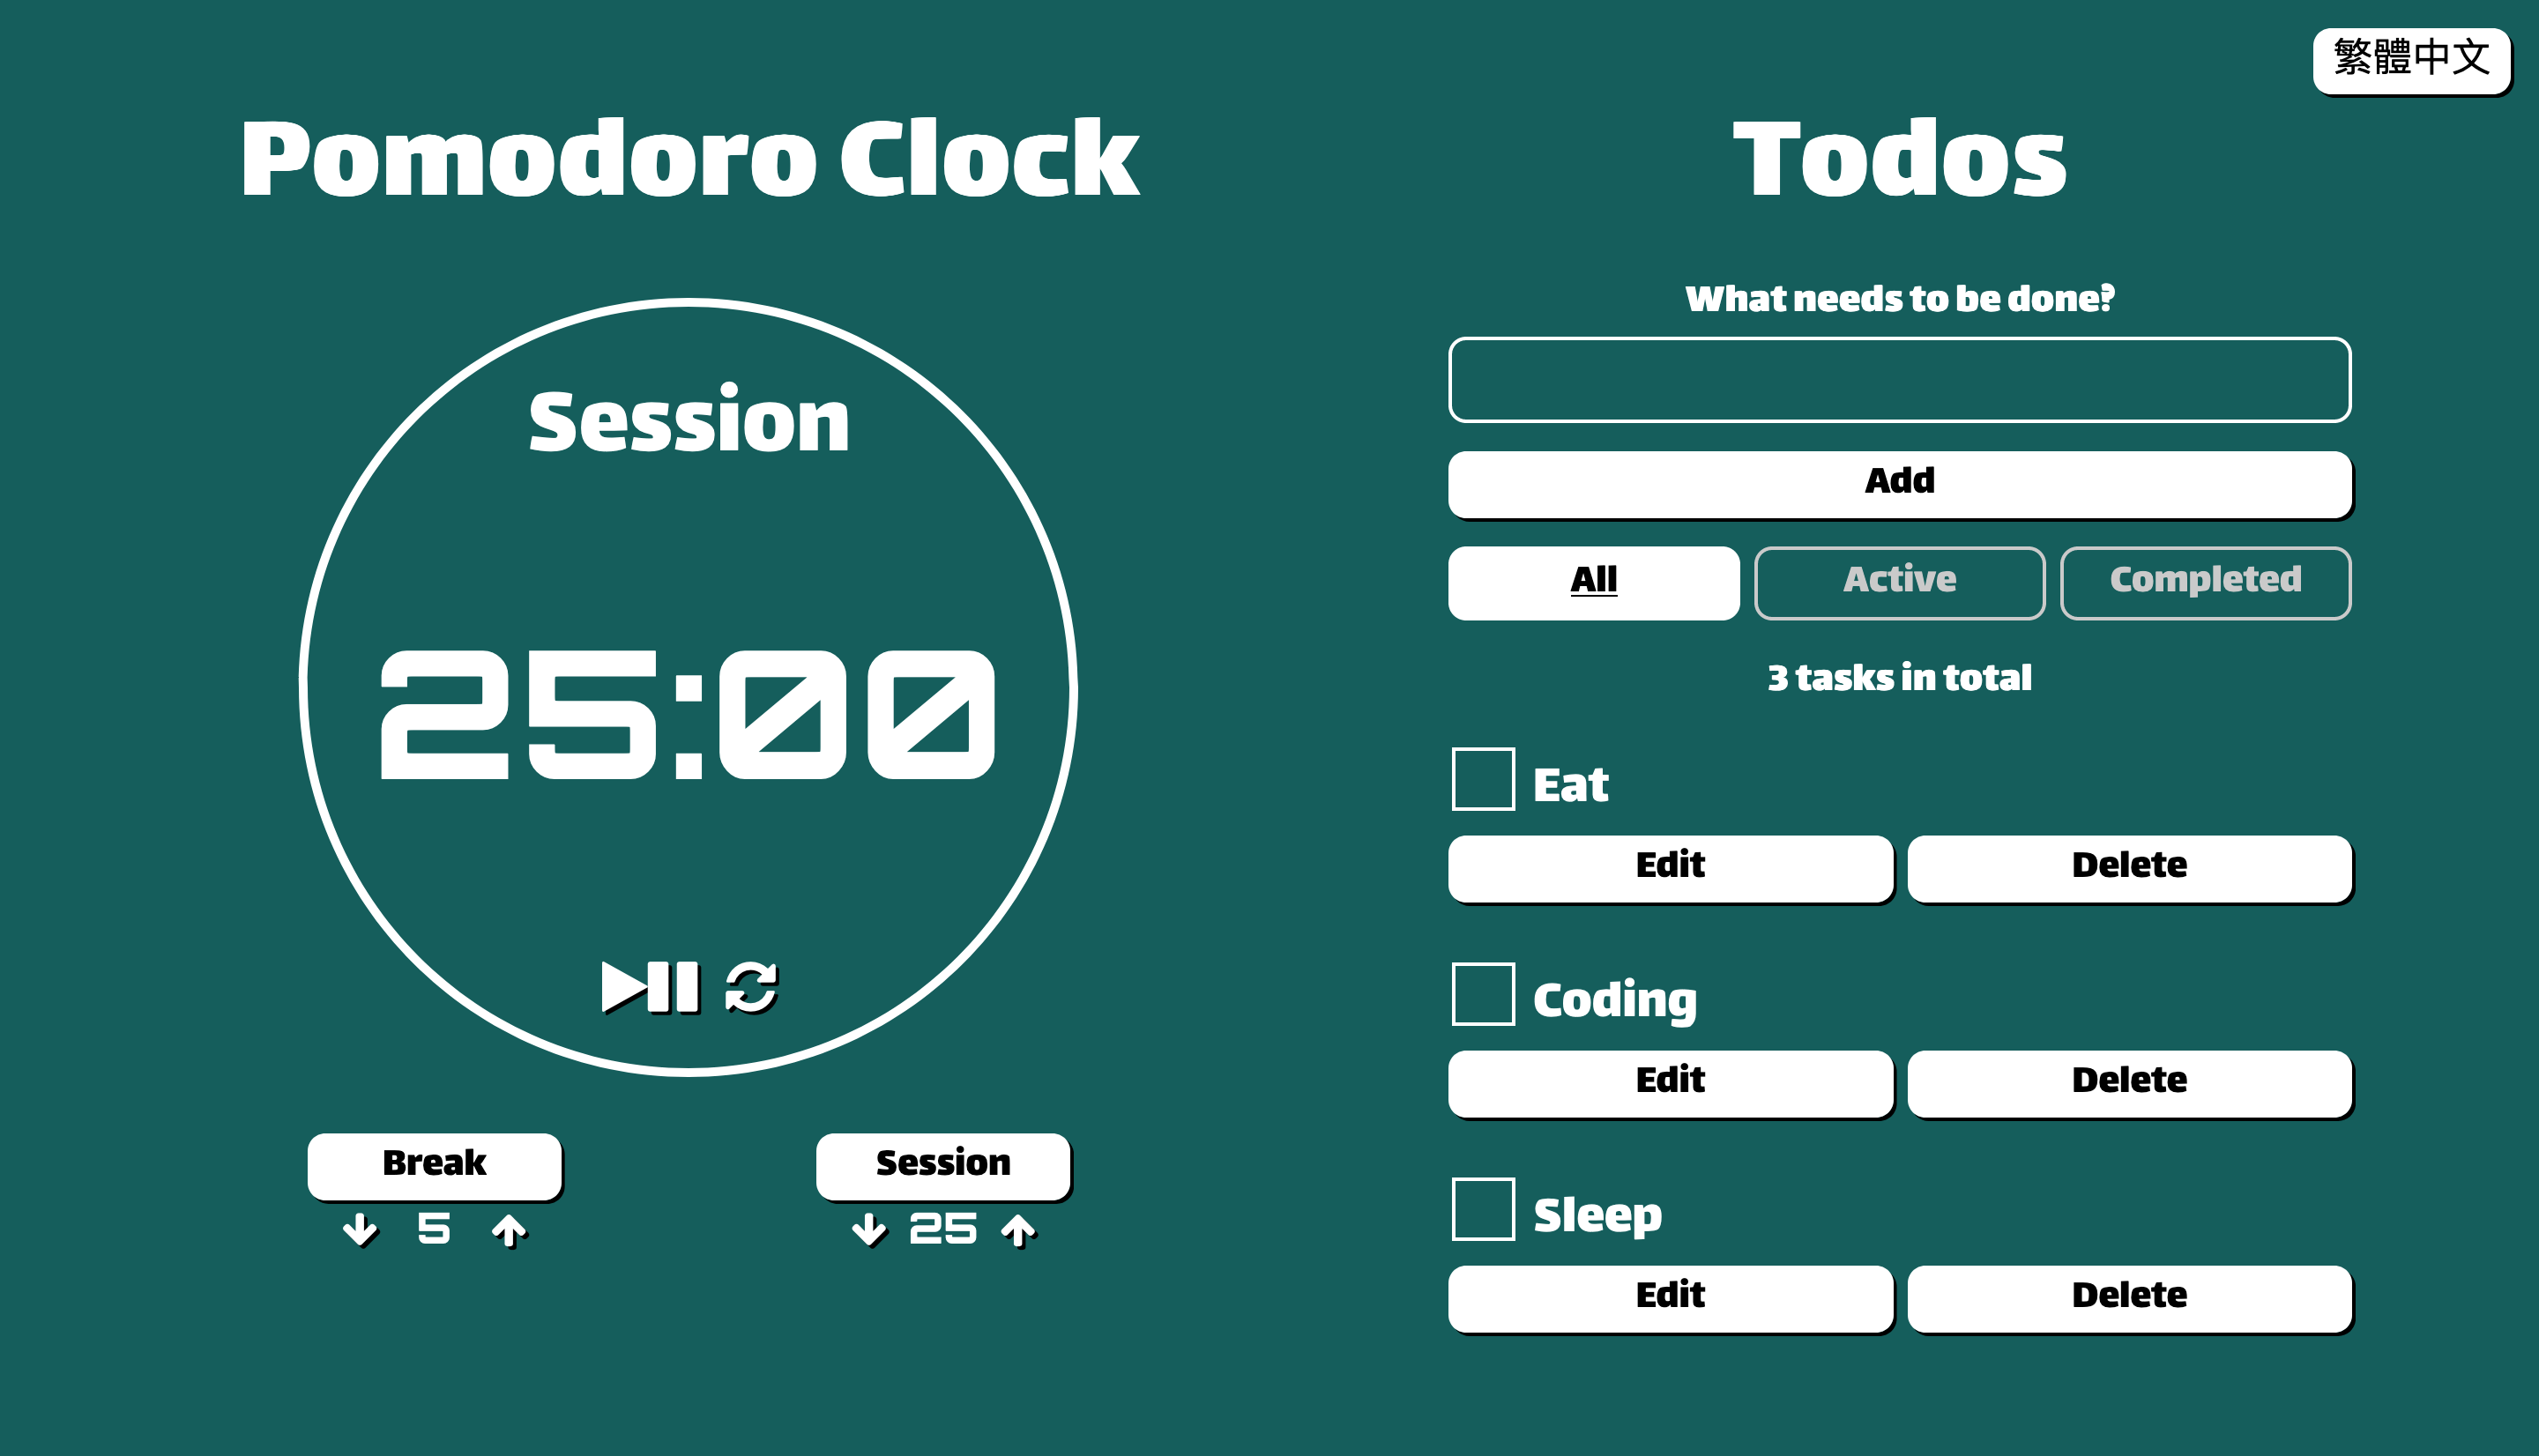 繁體中文
Pomodoro Clock
Session
25:00
Break
5
Session
25
Todos
What needs to be done?
Add
All Active Completed
3 tasks in total
Eat
Edit Delete
Coding
Edit Delete
Sleep
Edit Delete